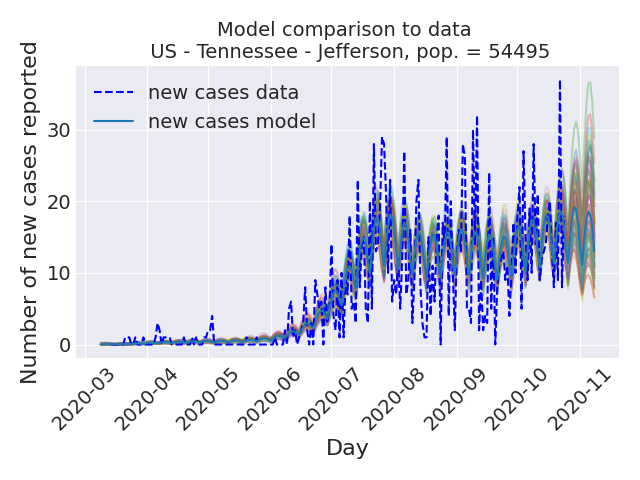 Model comparison to data
US - Tennessee - Jefferson, pop. = 54495
Number of new cases reported
new cases data
new cases model
30
20
10
0
2020-03
2020-04
2020-05
2020-06
2020-07
2020-08
2020-09
2020-10
2020-11
Day